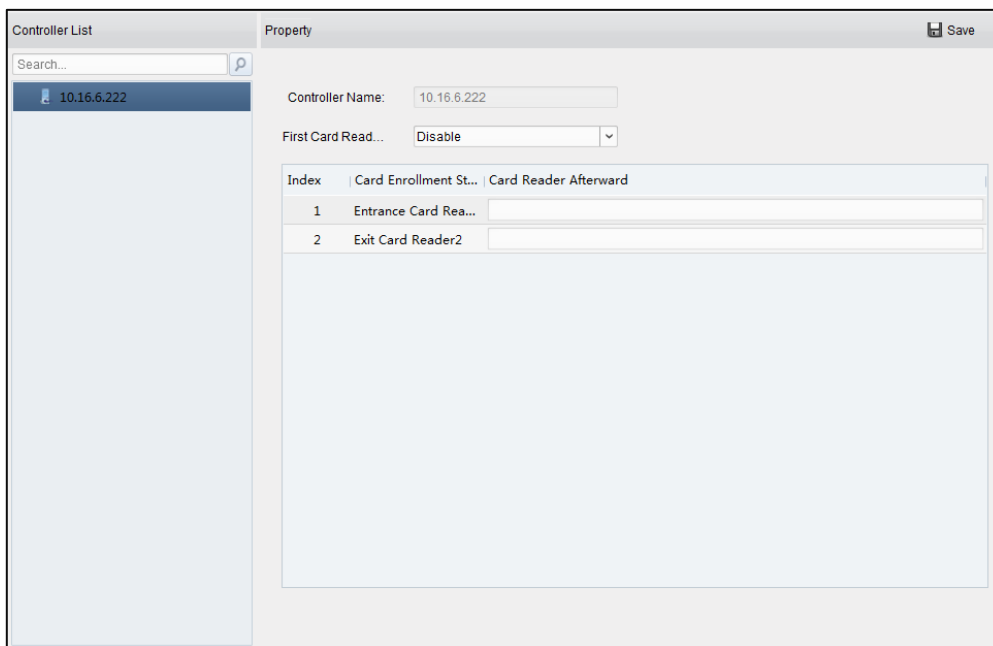 Controller List
Property
Save
Search...
10.16.6.222
Controller Name:
10.16.6.222
First Card Read...
Disable
Index
Card Enrollment St...
Card Reader Afterward
1
Entrance Card Rea...
2
Exit Card Reader2